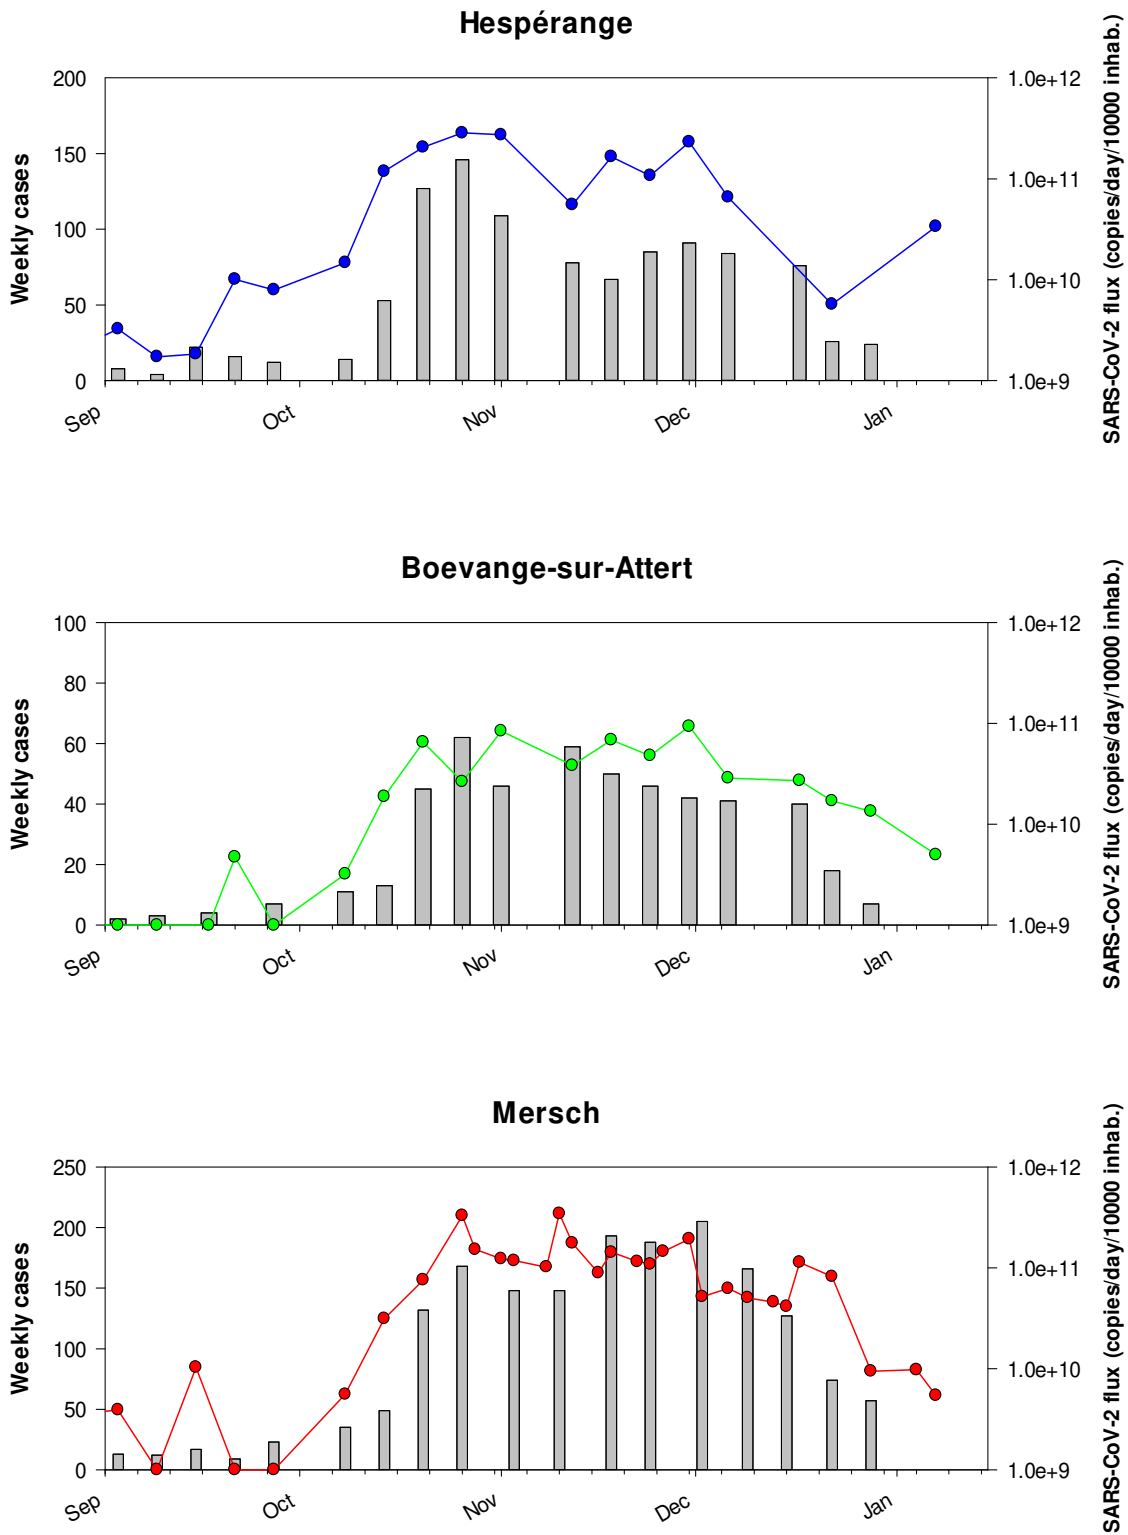 Hespérange
200
150
100
50
0
Weekly cases
1.0e+12
1.0e+11
1.0e+10
1.0e+9
SARS-CoV-2 flux (copies/day/10000 inhab.)
Sep
Oct
Nov
Dec
Jan
Boevange-sur-Attert
100
80
60
40
20
0
Weekly cases
1.0e+12
1.0e+11
1.0e+10
1.0e+9
SARS-CoV-2 flux (copies/day/10000 inhab.)
Sep
Oct
Nov
Dec
Jan
Mersch
250
200
150
100
50
0
Weekly cases
1.0e+12
1.0e+11
1.0e+10
1.0e+9
SARS-CoV-2 flux (copies/day/10000 inhab.)
Sep
Oct
Nov
Dec
Jan